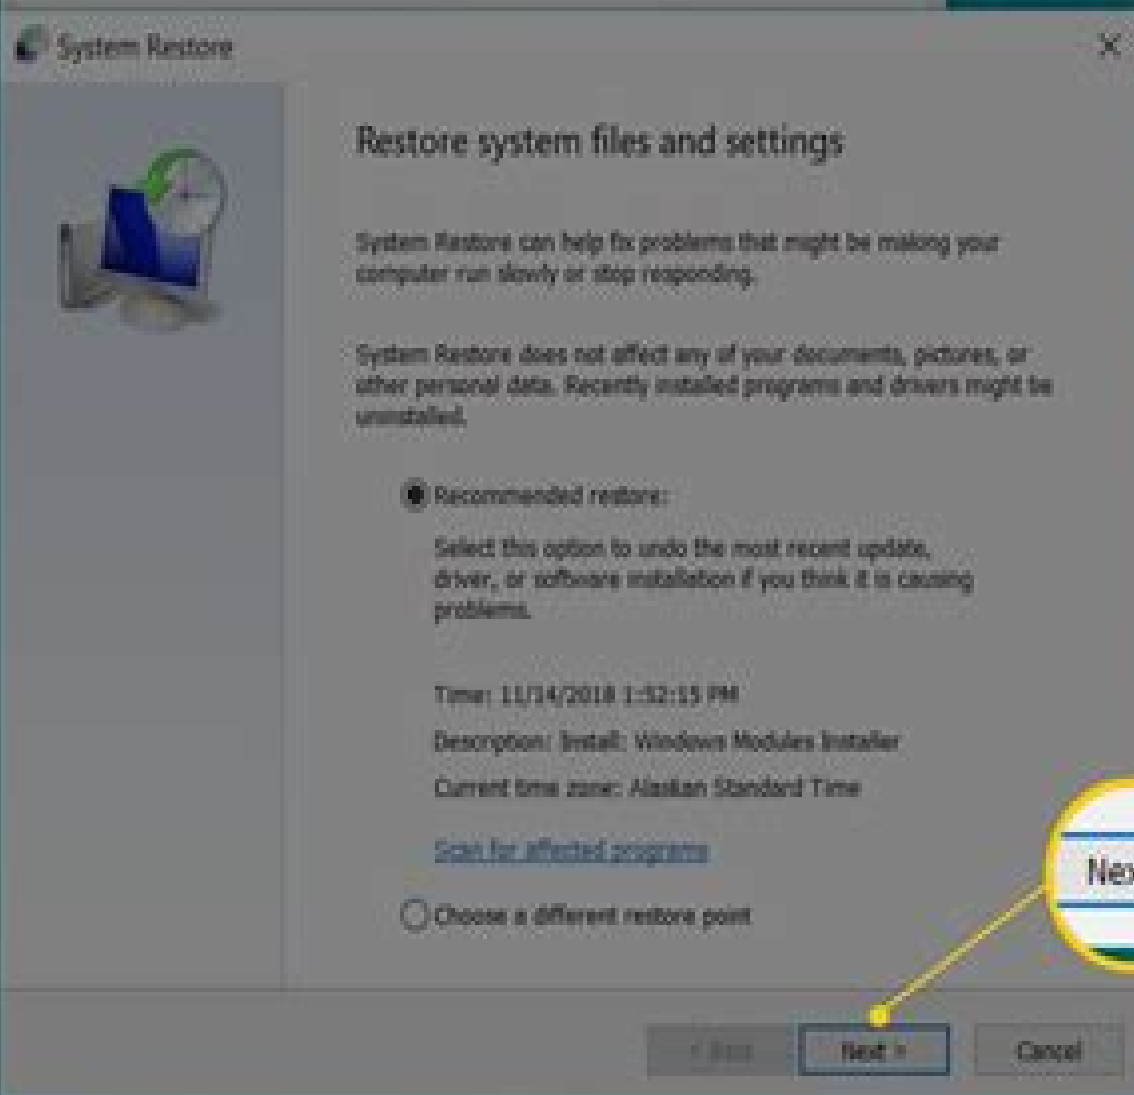 System Restore
Restore system files and settings
System Restore can help fix problems that might be making your
computer run slowly or stop responding.
System Restore does not affect any of your documents, pictures, or
other personal data. Recently installed programs and drivers might be
uninstalled.
Recommended restore:
Select this option to undo the most recent update,
driver, or software installation if you think it is causing
problems.
Time: 11/14/2018 1:52:15 PM
Description: Install: Windows Modules Installer
Current time zone: Alaskan Standard Time
Scan for affected programs
Nex
Choose a different restore point
< Back Next > Cancel